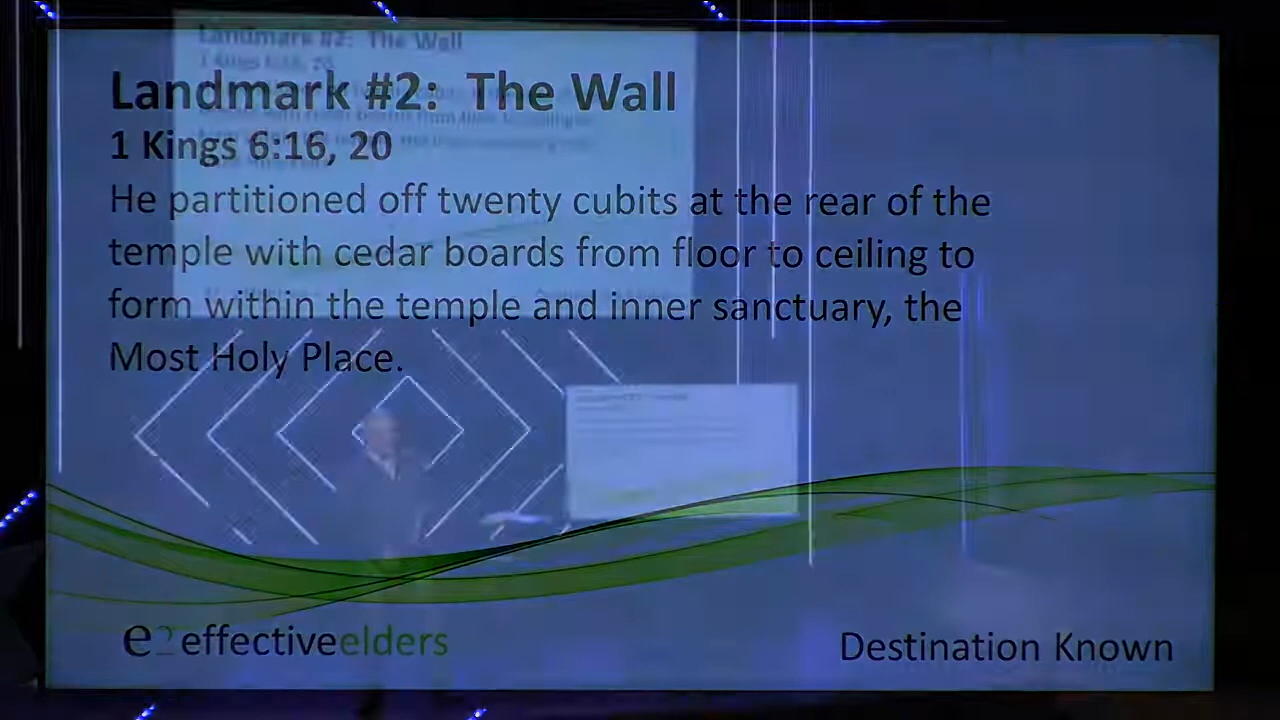 Landmark #2: The Wall
1 Kings 6:16, 20
He partitioned off twenty cubits at the rear of the
temple with cedar boards from floor to ceiling to
form within the temple and inner sanctuary, the
Most Holy Place.
e2 effectiveelders
Destination Known